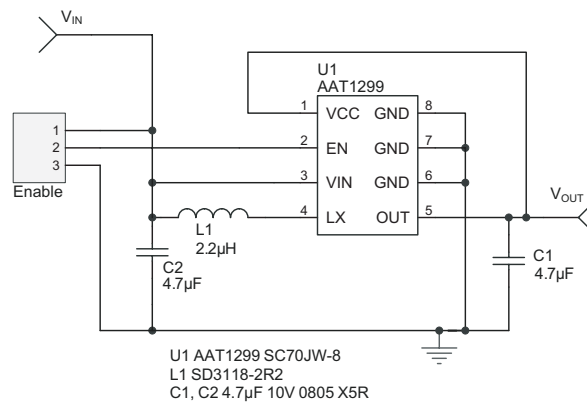 VIN
U1
AAT1299
1 VCC GND 8
1
2
3
Enable
2 EN GND 7
3 VIN GND 6
4 LX OUT 5
VOUT
L1
2.2µH
C2
4.7µF
C1
4.7µF
U1 AAT1299 SC70JW-8
L1 SD3118-2R2
C1, C2 4.7µF 10V 0805 X5R